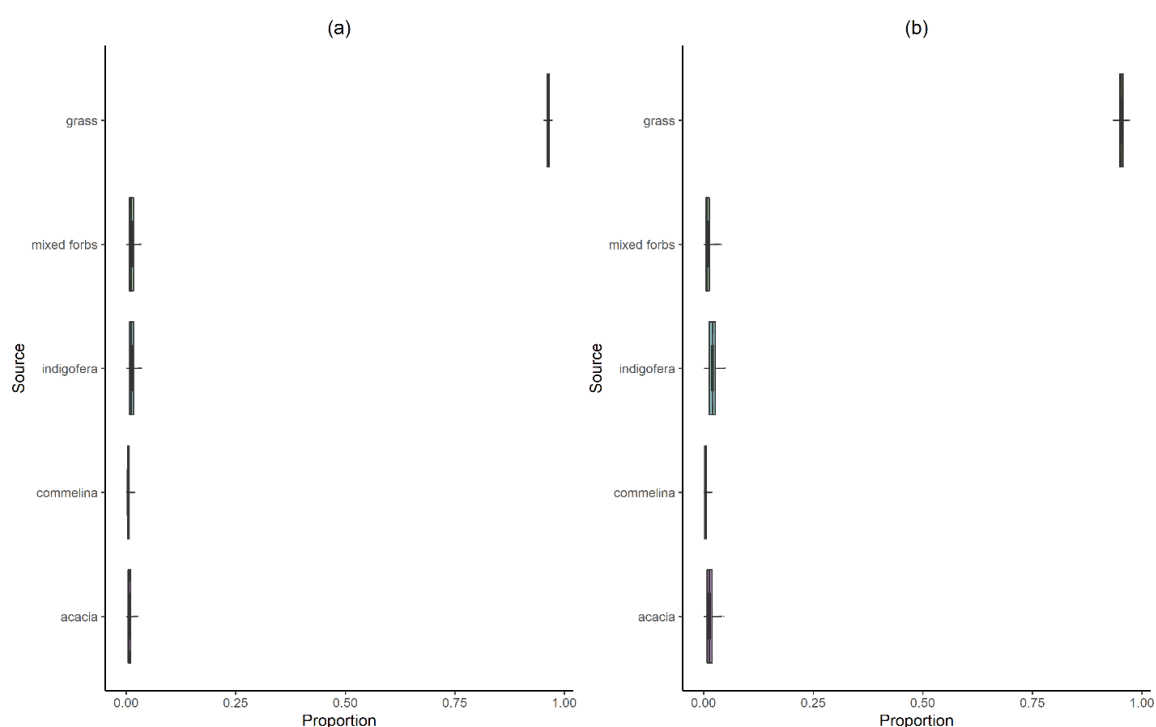 (a)
Source
grass
mixed forbs
indigofera
commelina
acacia
0.00 0.25 0.50 0.75 1.00
Proportion
(b)
Source
grass
mixed forbs
indigofera
commelina
acacia
0.00 0.25 0.50 0.75 1.00
Proportion